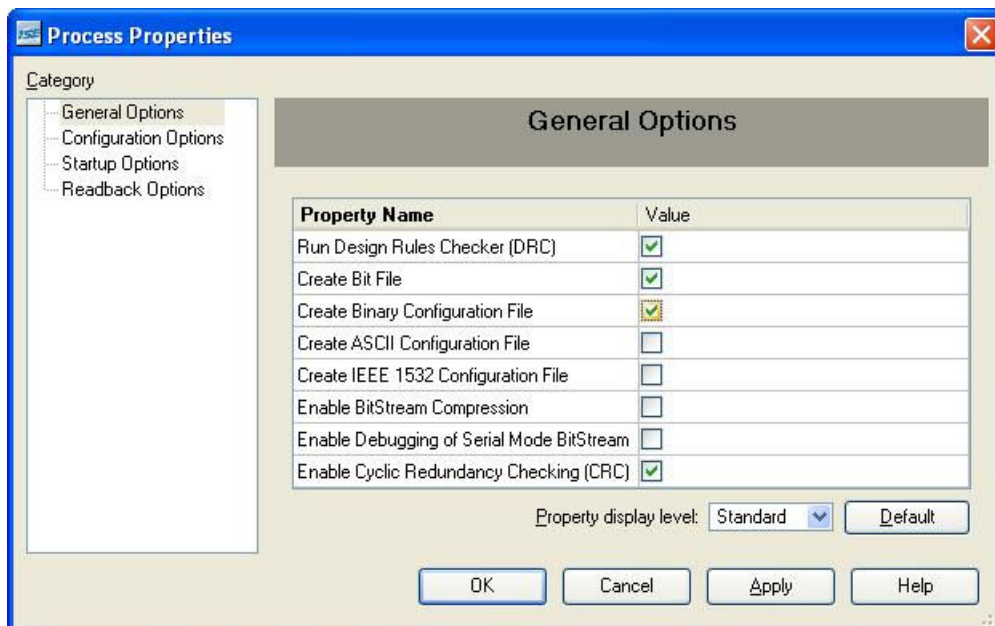 ISE Process Properties
Category
General Options
Configuration Options
Startup Options
Readback Options
General Options
Property Name Value
Run Design Rules Checker (DRC)
Create Bit File
Create Binary Configuration File
Create ASCII Configuration File
Create IEEE 1532 Configuration File
Enable BitStream Compression
Enable Debugging of Serial Mode BitStream
Enable Cyclic Redundancy Checking (CRC)
Property display level: Standard Default
OK Cancel Apply Help